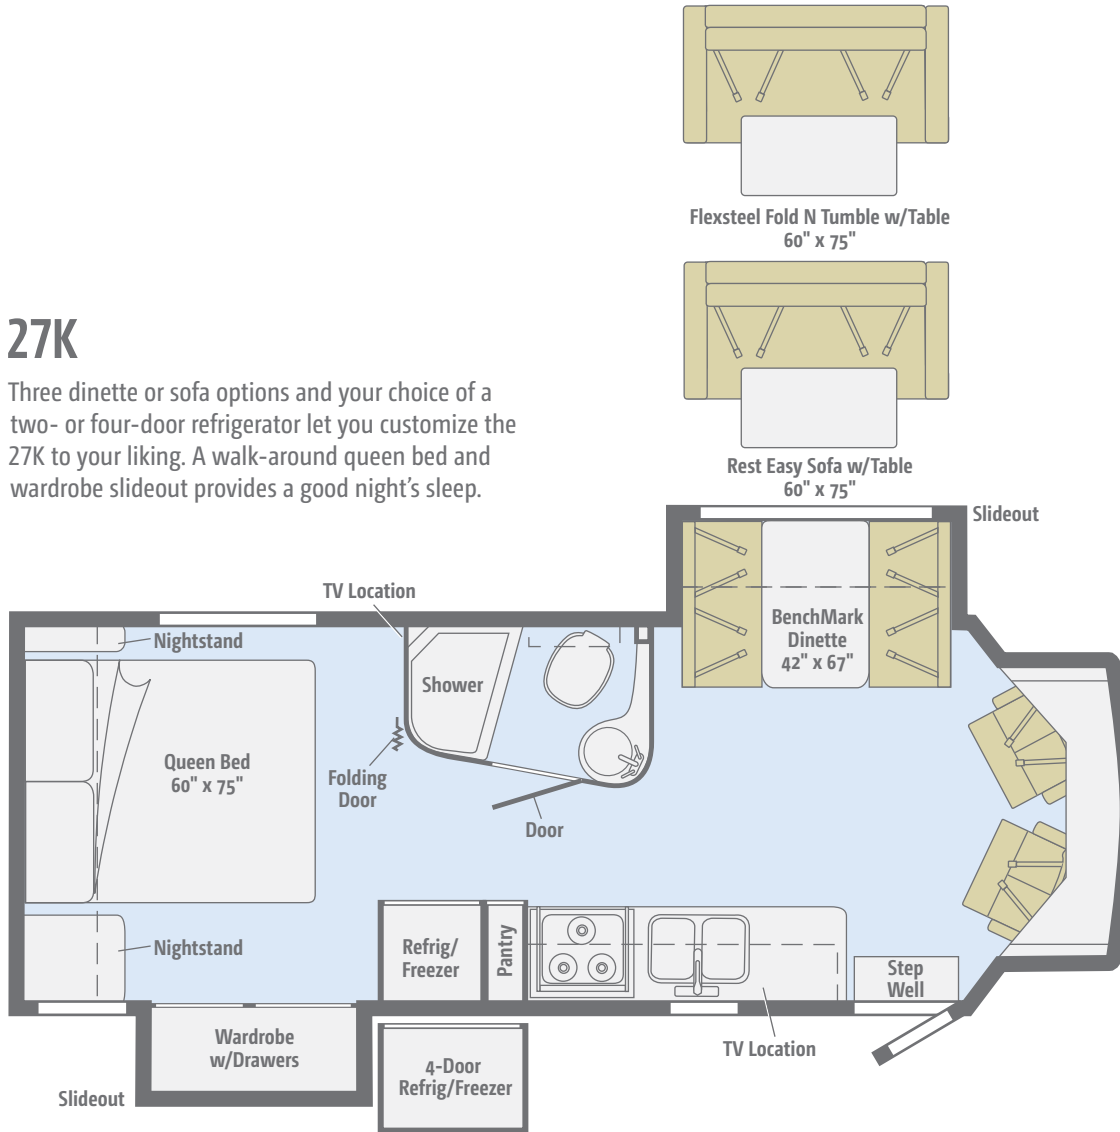 Flexsteel Fold N Tumble w/Table
60" x 75"
Rest Easy Sofa w/Table
60" x 75"
27K
Three dinette or sofa options and your choice of a
two- or four-door refrigerator let you customize the
27K to your liking. A walk-around queen bed and
wardrobe slideout provides a good night's sleep.
Slideout
TV Location
Nightstand
BenchMark
Dinette
42" x 67"
Shower
Queen Bed
60" x 75"
Folding
Door
Door
Nightstand
Refrig/
Freezer
Pantry
Step
Well
Wardrobe
w/Drawers
TV Location
4-Door
Refrig/Freezer
Slideout